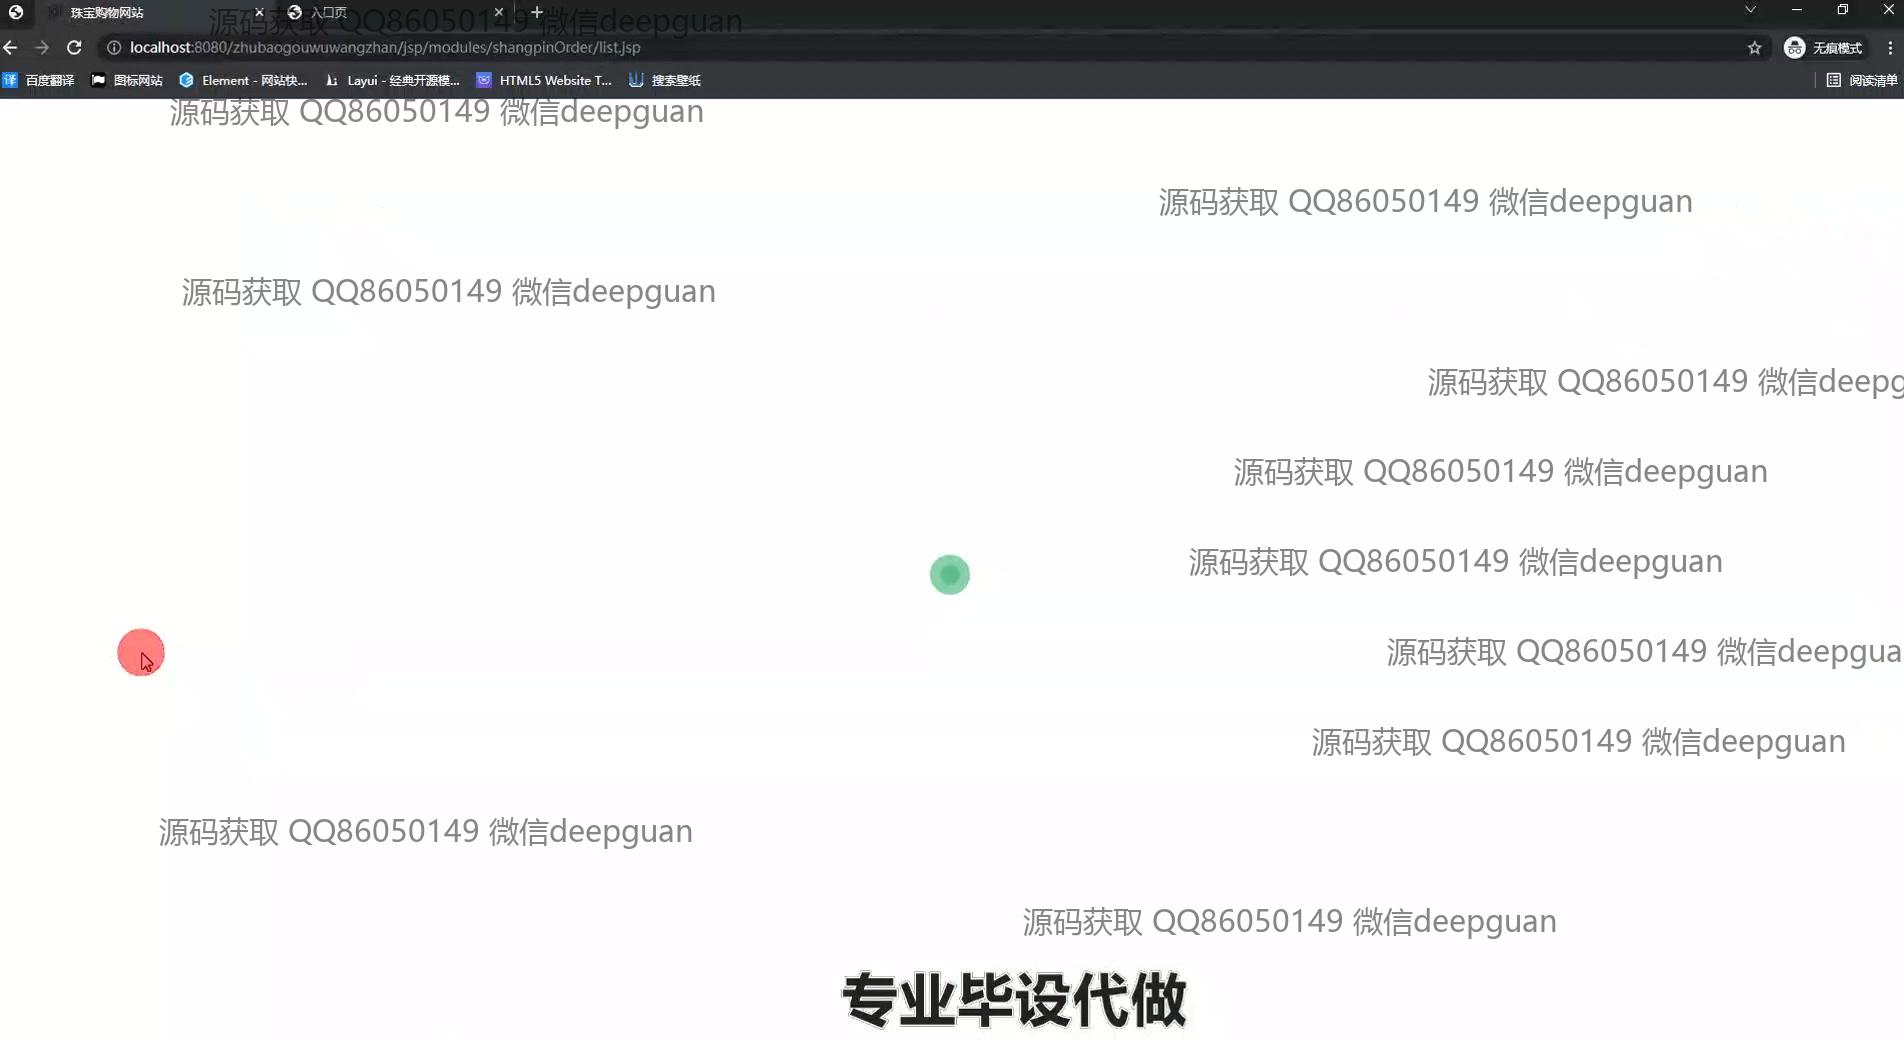 珠宝购物网站
入口页
源码获取 QQ86050149 微信deepguan
localhost:8080/zhubaogouwuwangzhan/jsp/modules/shangpinOrder/list.jsp
无痕模式
百度翻译
图标网站
Element - 网站快...
Layui - 经典开源模...
HTML5 Website T...
搜索壁纸
阅读清单
源码获取 QQ86050149 微信deepguan
源码获取 QQ86050149 微信deepguan
源码获取 QQ86050149 微信deepguan
源码获取 QQ86050149 微信deepg
源码获取 QQ86050149 微信deepguan
源码获取 QQ86050149 微信deepguan
源码获取 QQ86050149 微信deepgua
源码获取 QQ86050149 微信deepguan
源码获取 QQ86050149 微信deepguan
源码获取 QQ86050149 微信deepguan
专业毕设代做